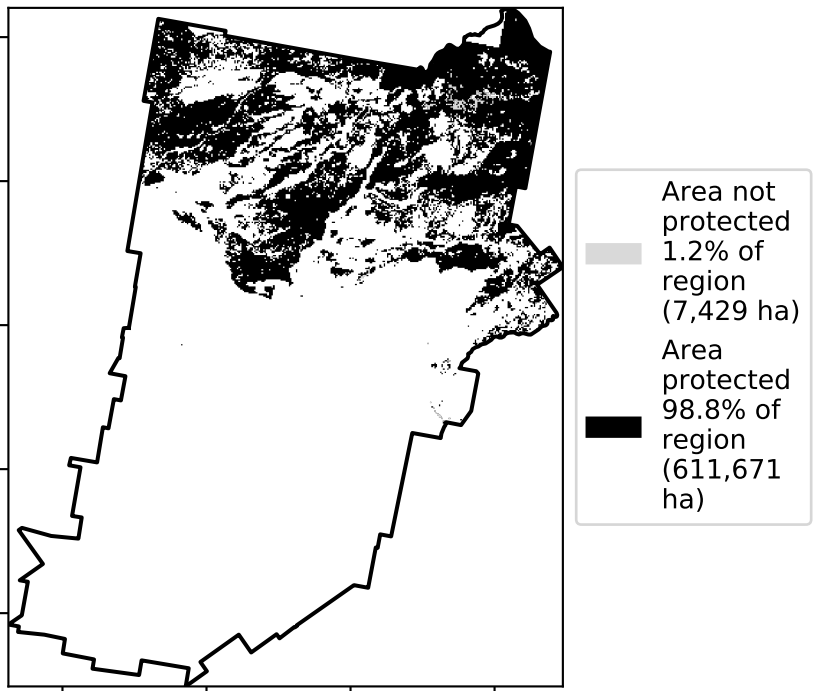 Area not
protected
1.2% of
region
(7,429 ha)
Area
protected
98.8% of
region
(611,671
ha)